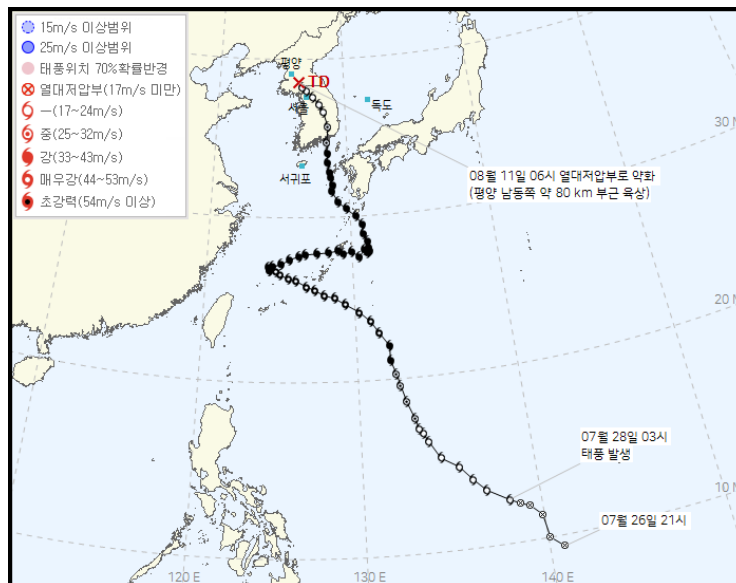 15m/s 이상범위
25m/s 이상범위
태풍위치 70%확률반경
열대저압부(17m/s 미만)
―(17~24m/s)
중(25~32m/s)
강(33~43m/s)
매우강(44~53m/s)
초강력(54m/s 이상)
평양
TD
서울
독도
서귀포
30
08월 11일 06시 열대저압부로 약화
(평양 남동쪽 약 80 km 부근 육상)
20
07월 28일 03시
태풍 발생
10
07월 26일 21시
120 E
130 E
140 E